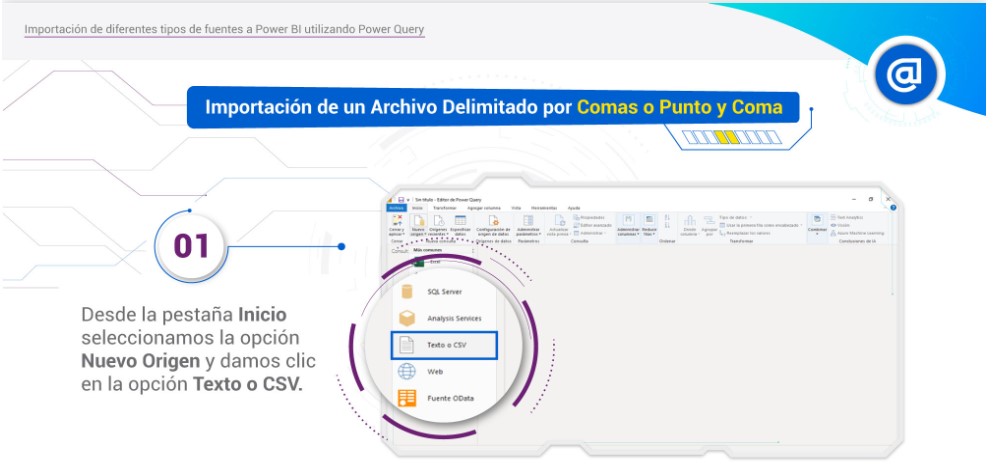 Importación de diferentes tipos de fuentes a Power BI utilizando Power Query
@
Importación de un Archivo Delimitado por Comas o Punto y Coma
01
Desde la pestaña Inicio
seleccionamos la opción
Nuevo Origen y damos clic
en la opción Texto o CSV.
Sin título - Editor de Power Query
Archivo Inicio Transformar Agregar columna Vista Herramientas Ayuda
Más comunes
Excel
SQL Server
Analysis Services
Texto o CSV
Web
Fuente OData
Cerrar y
aplicar
Nuevo
origen
Orígenes
recientes
Especificar
datos
Configuración de
origen de datos
Administrar
parámetros
Actualizar
vista previa
Propiedades
Editor avanzado
Administrar
Administrar
columnas
Reducir
filas
Dividir
columna
Agrupar
por
Tipo de datos
Usar la primera fila como encabezado
Reemplazar los valores
Combinar
Text Analytics
Visión
Azure Machine Learning
Cerrar
Nueva consulta
Orígenes de datos
Parámetros
Consulta
Ordenar
Transformar
Conclusiones de IA